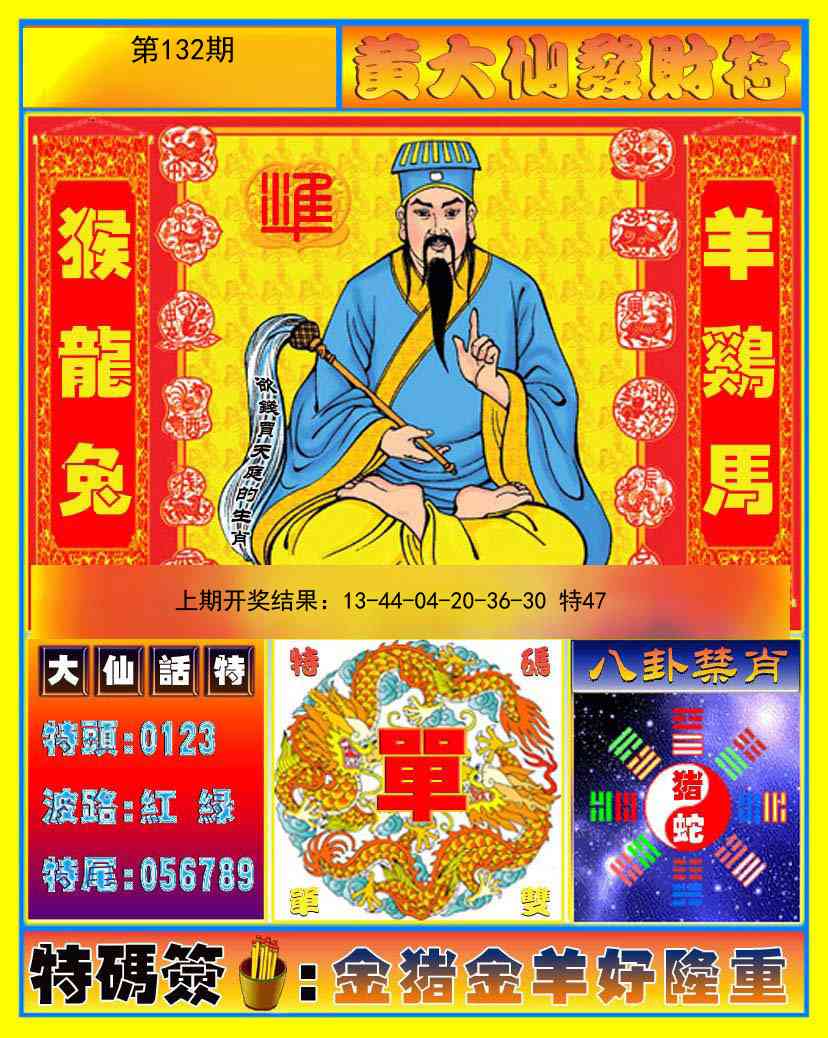 第132期
黄大仙發財符
猴龍兔
羊鷄馬
欲錢買天庭的生肖
上期开奖结果：13-44-04-20-36-30 特47
大仙話特
特頭:0123
波路:紅 緑
特尾:056789
特 碼
單
單 雙
八卦禁肖
猪
蛇
特碼簽:金猪金羊好隆重